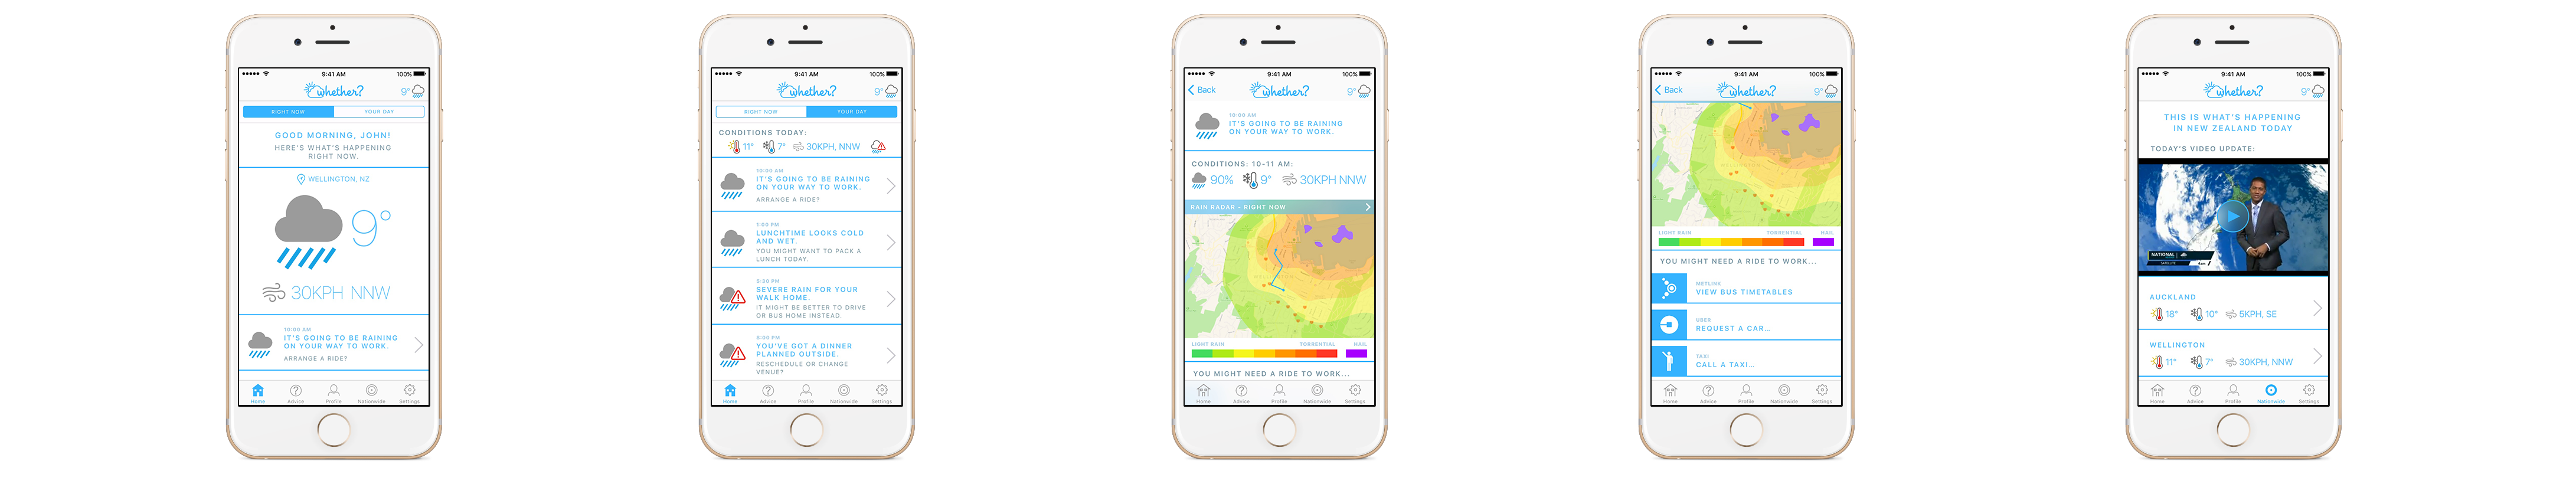 9:41 AM
100%
whether?
9°
RIGHT NOW
YOUR DAY
GOOD MORNING, JOHN!
HERE'S WHAT'S HAPPENING
RIGHT NOW.
WELLINGTON, NZ
9°
30KPH NNW
10:00 AM
IT'S GOING TO BE RAINING
ON YOUR WAY TO WORK.
ARRANGE A RIDE?
Home
Advice
Profile
Nationwide
Settings
9:41 AM
100%
whether?
9°
RIGHT NOW
YOUR DAY
CONDITIONS TODAY:
11°
7°
30KPH, NNW
10:00 AM
IT'S GOING TO BE RAINING
ON YOUR WAY TO WORK.
ARRANGE A RIDE?
1:00 PM
LUNCHTIME LOOKS COLD
AND WET.
YOU MIGHT WANT TO PACK A
LUNCH TODAY.
5:30 PM
SEVERE RAIN FOR YOUR
WALK HOME.
IT MIGHT BE BETTER TO DRIVE
OR BUS HOME INSTEAD.
8:00 PM
YOU'VE GOT A DINNER
PLANNED OUTSIDE.
RESCHEDULE OR CHANGE
VENUE?
Home
Advice
Profile
Nationwide
Settings
9:41 AM
100%
Back
whether?
9°
10:00 AM
IT'S GOING TO BE RAINING
ON YOUR WAY TO WORK.
CONDITIONS: 10-11 AM:
90%
9°
30KPH NNW
RAIN RADAR - RIGHT NOW
LIGHT RAIN
TORRENTIAL
HAIL
YOU MIGHT NEED A RIDE TO WORK...
Home
Advice
Profile
Nationwide
Settings
9:41 AM
100%
Back
whether?
9°
LIGHT RAIN
TORRENTIAL
HAIL
YOU MIGHT NEED A RIDE TO WORK...
METLINK
VIEW BUS TIMETABLES
UBER
REQUEST A CAR...
TAXI
CALL A TAXI...
Home
Advice
Profile
Nationwide
Settings
9:41 AM
100%
whether?
9°
THIS IS WHAT'S HAPPENING
IN NEW ZEALAND TODAY
TODAY'S VIDEO UPDATE:
NATIONAL
SATELLITE
AUCKLAND
18°
10°
5KPH, SE
WELLINGTON
11°
7°
30KPH, NNW
Home
Advice
Profile
Nationwide
Settings